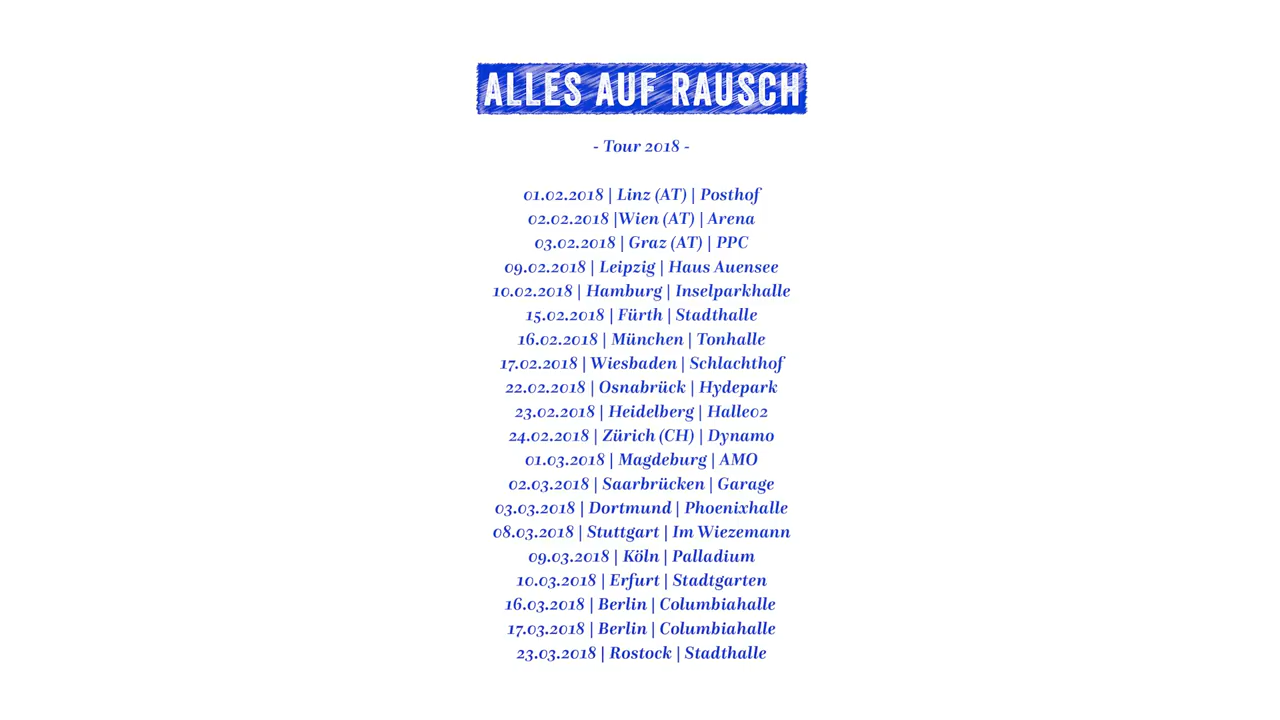 ALLES AUF RAUSCH
- Tour 2018 -
01.02.2018 | Linz (AT) | Posthof
02.02.2018 |Wien (AT) | Arena
03.02.2018 | Graz (AT) | PPC
09.02.2018 | Leipzig | Haus Auensee
10.02.2018 | Hamburg | Inselparkhalle
15.02.2018 | Fürth | Stadthalle
16.02.2018 | München | Tonhalle
17.02.2018 | Wiesbaden | Schlachthof
22.02.2018 | Osnabrück | Hydepark
23.02.2018 | Heidelberg | Halle02
24.02.2018 | Zürich (CH) | Dynamo
01.03.2018 | Magdeburg | AMO
02.03.2018 | Saarbrücken | Garage
03.03.2018 | Dortmund | Phoenixhalle
08.03.2018 | Stuttgart | Im Wiezemann
09.03.2018 | Köln | Palladium
10.03.2018 | Erfurt | Stadtgarten
16.03.2018 | Berlin | Columbiahalle
17.03.2018 | Berlin | Columbiahalle
23.03.2018 | Rostock | Stadthalle